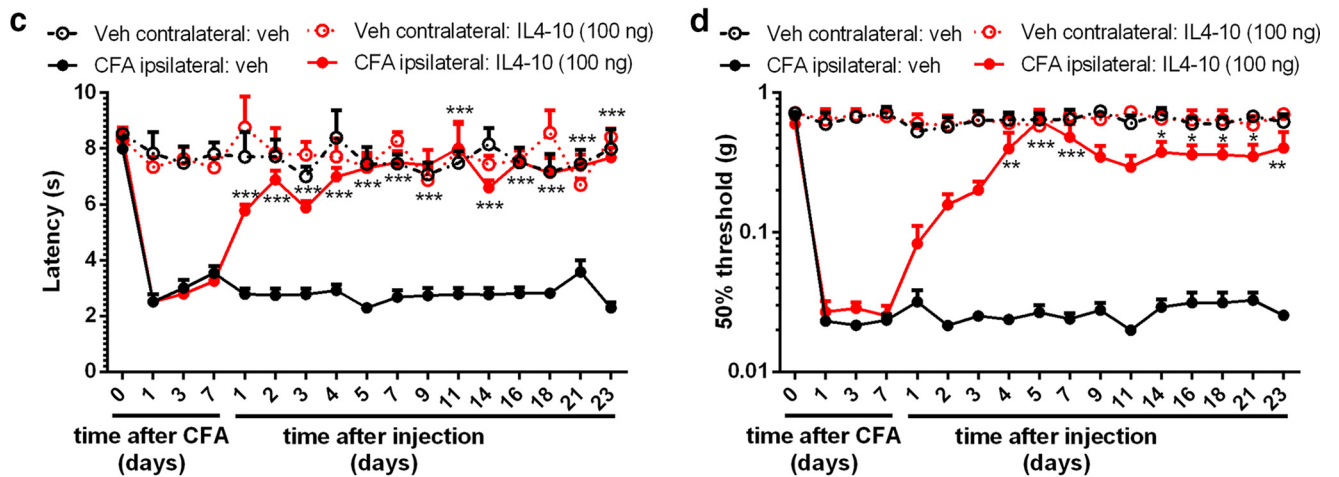 c
Veh contralateral: veh
Veh contralateral: IL4-10 (100 ng)
CFA ipsilateral: veh
CFA ipsilateral: IL4-10 (100 ng)
10
8
6
4
2
0
Latency (s)
*** *** *** *** *** *** *** *** *** *** *** *** ***
0 1 3 7 1 2 3 4 5 7 9 11 14 16 18 21 23
time after CFA
(days)
time after injection
(days)
d
Veh contralateral: veh
Veh contralateral: IL4-10 (100 ng)
CFA ipsilateral: veh
CFA ipsilateral: IL4-10 (100 ng)
1
0.1
0.01
50% threshold (g)
** *** *** * * * * **
0 1 3 7 1 2 3 4 5 7 9 11 14 16 18 21 23
time after CFA
(days)
time after injection
(days)